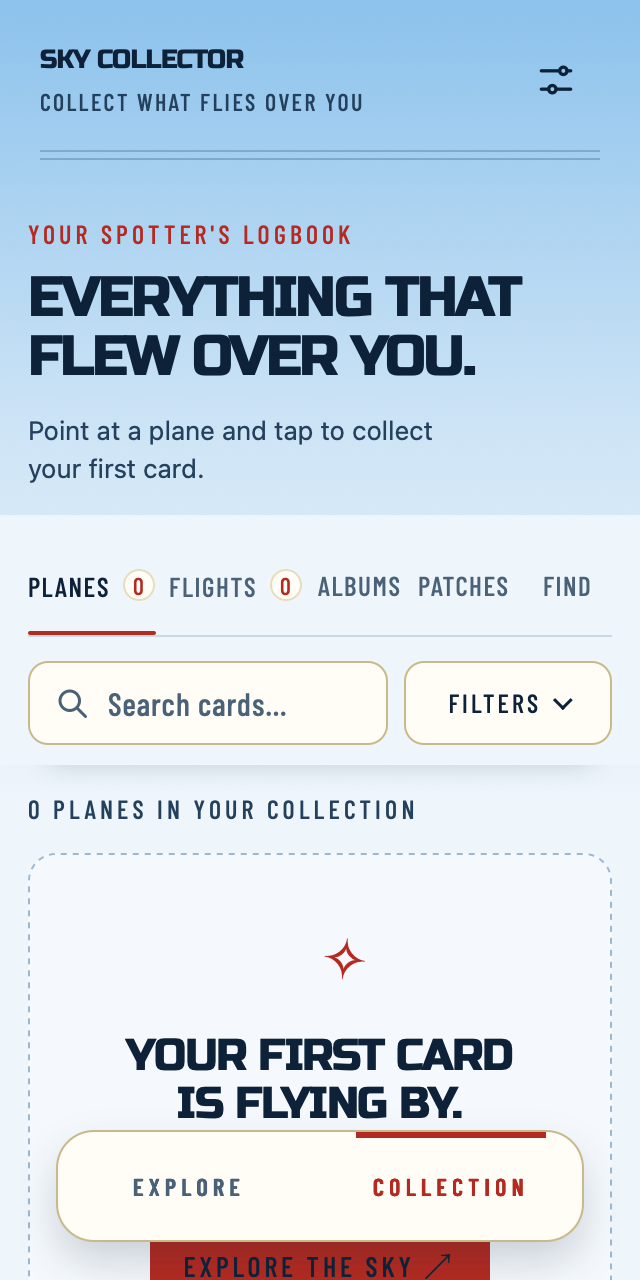 SKY COLLECTOR
COLLECT WHAT FLIES OVER YOU
YOUR SPOTTER'S LOGBOOK
EVERYTHING THAT
FLEW OVER YOU.
Point at a plane and tap to collect
your first card.
PLANES 0 FLIGHTS 0 ALBUMS PATCHES FIND
Search cards... FILTERS
0 PLANES IN YOUR COLLECTION
YOUR FIRST CARD
IS FLYING BY.
EXPLORE COLLECTION
EXPLORE THE SKY ↗